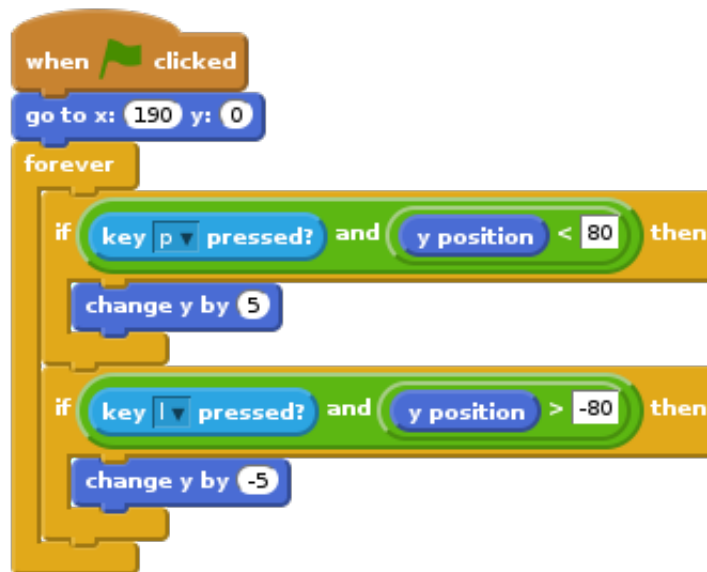 when clicked
go to x: 190 y: 0
forever
if key p pressed? and y position < 80 then
change y by 5
if key l pressed? and y position > -80 then
change y by -5